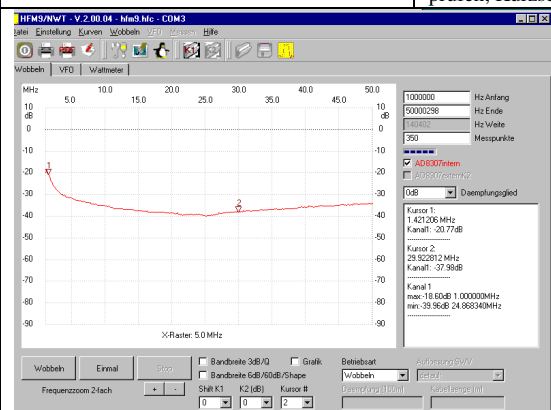 HFM9/NWT - V.2.00.04 - hfm9.hfc - COM3
atei Einstellung Kurven Wobbeln VFO Messen Hilfe
Wobbeln VFO Wattmeter
MHz 10.0 20.0 30.0 40.0 50.0
5.0 15.0 25.0 35.0 45.0
10 10
dB dB
0 0
-10 -10
1
-20 -20
-30 -30
2
-40 -40
-50 -50
-60 -60
-70 -70
-80 -80
-90 -90
X-Raster: 5.0 MHz
1000000 Hz Anfang
50000298 Hz Ende
140402 Hz Weite
350 Messpunkte
AD8307intern
0dB Daempfungsglied
Kursor 1:
1.421206 MHz
Kanal1: -20.77dB
--------------------
Kursor 2:
29.922812 MHz
Kanal1: -37.98dB
--------------------
Kanal 1
max:-18.60dB 1.000000MHz
min:-39.96dB 24.868340MHz
--------------------
Wobbeln Einmal Stop
Frequenzzoom 2-fach + -
Bandbreite 3dB/Q Grafik
Bandbreite 6dB/60dB/Shape
Shift K1 K2 (dB) Kursor #
0 0 2
Betriebsart Auflossung SWV
Wobbeln default
Daempfung (100m) Kabellaenge (m)